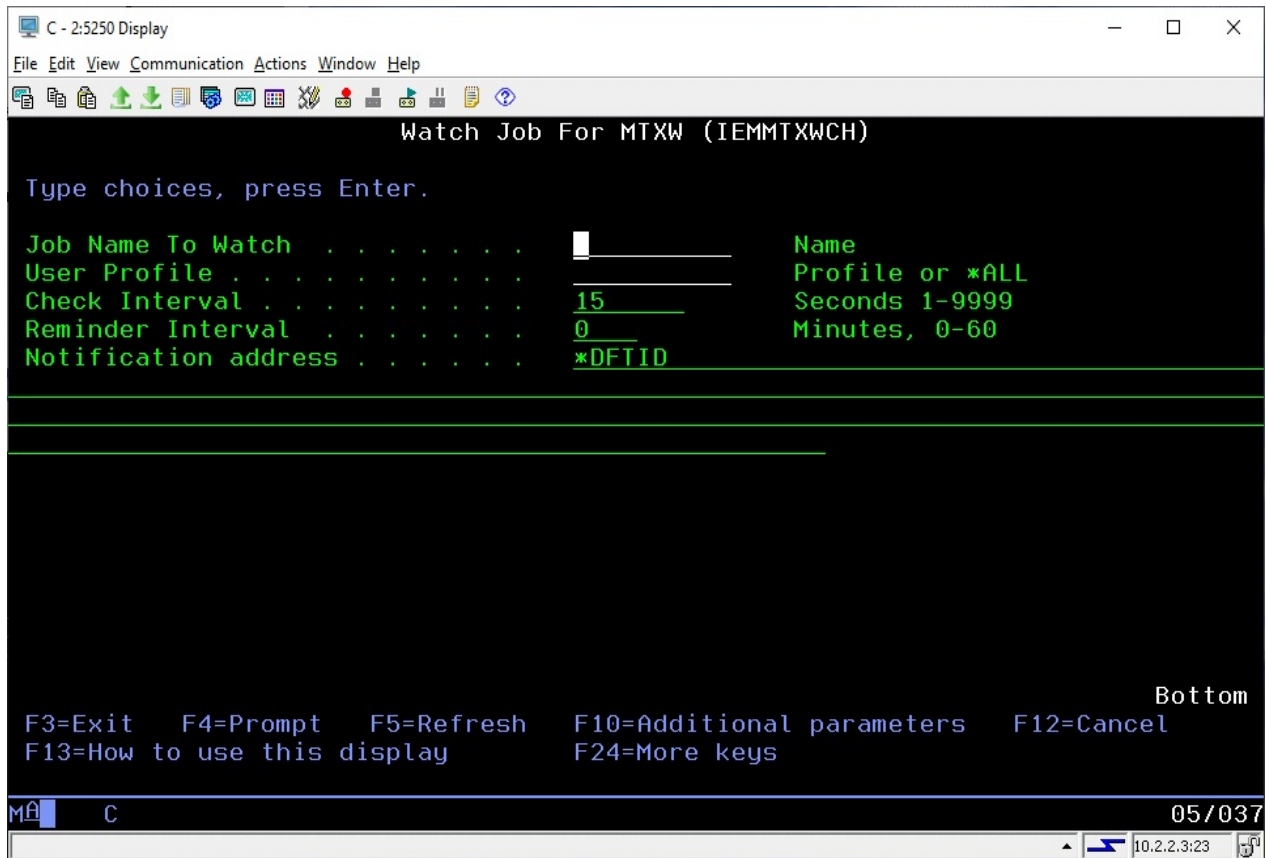 C - 2:5250 Display
File Edit View Communication Actions Window Help
Watch Job For MTXW (IEMMTXWCH)
Type choices, press Enter.
Job Name To Watch . . . . . . . Name
User Profile . . . . . . . . . . Profile or *ALL
Check Interval . . . . . . . . . 15 Seconds 1-9999
Reminder Interval . . . . . . . 0 Minutes, 0-60
Notification address . . . . . . *DFTID
Bottom
F3=Exit F4=Prompt F5=Refresh F10=Additional parameters F12=Cancel
F13=How to use this display F24=More keys
MA C 05/037
10.2.2.3:23